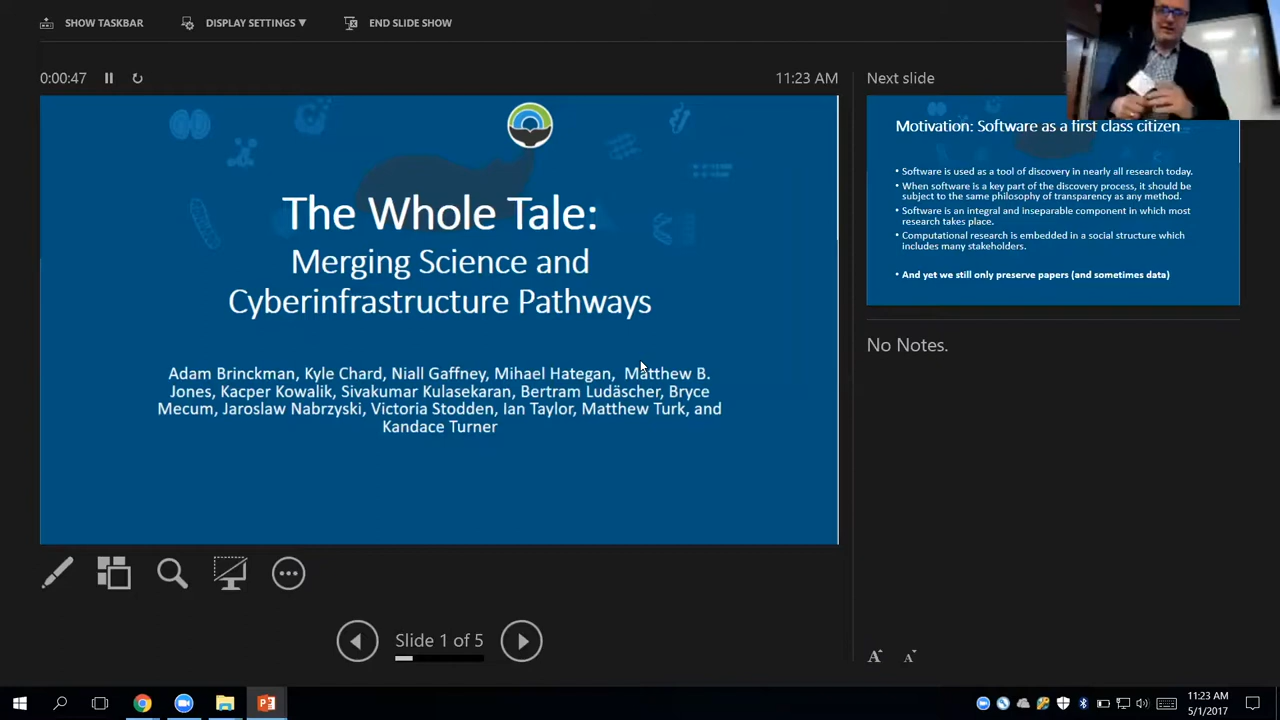 SHOW TASKBAR
DISPLAY SETTINGS ▼
END SLIDE SHOW
0:00:47
11:23 AM
The Whole Tale:
Merging Science and
Cyberinfrastructure Pathways
Adam Brinckman, Kyle Chard, Niall Gaffney, Mihael Hategan, Matthew B.
Jones, Kacper Kowalik, Sivakumar Kulasekaran, Bertram Ludäscher, Bryce
Mecum, Jaroslaw Nabrzyski, Victoria Stodden, Ian Taylor, Matthew Turk, and
Kandace Turner
Next slide
Motivation: Software as a first class citizen
• Software is used as a tool of discovery in nearly all research today.
• When software is a key part of the discovery process, it should be
subject to the same philosophy of transparency as any method.
• Software is an integral and inseparable component in which most
research takes place.
• Computational research is embedded in a social structure which
includes many stakeholders.
• And yet we still only preserve papers (and sometimes data)
No Notes.
Slide 1 of 5
A A
11:23 AM
5/1/2017